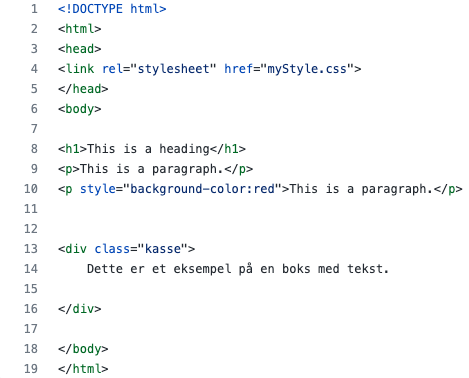 1 <!DOCTYPE html>
2 <html>
3 <head>
4 <link rel="stylesheet" href="myStyle.css">
5 </head>
6 <body>
7
8 <h1>This is a heading</h1>
9 <p>This is a paragraph.</p>
10 <p style="background-color:red">This is a paragraph.</p>
11
12
13 <div class="kasse">
14 Dette er et eksempel på en boks med tekst.
15
16 </div>
17
18 </body>
19 </html>